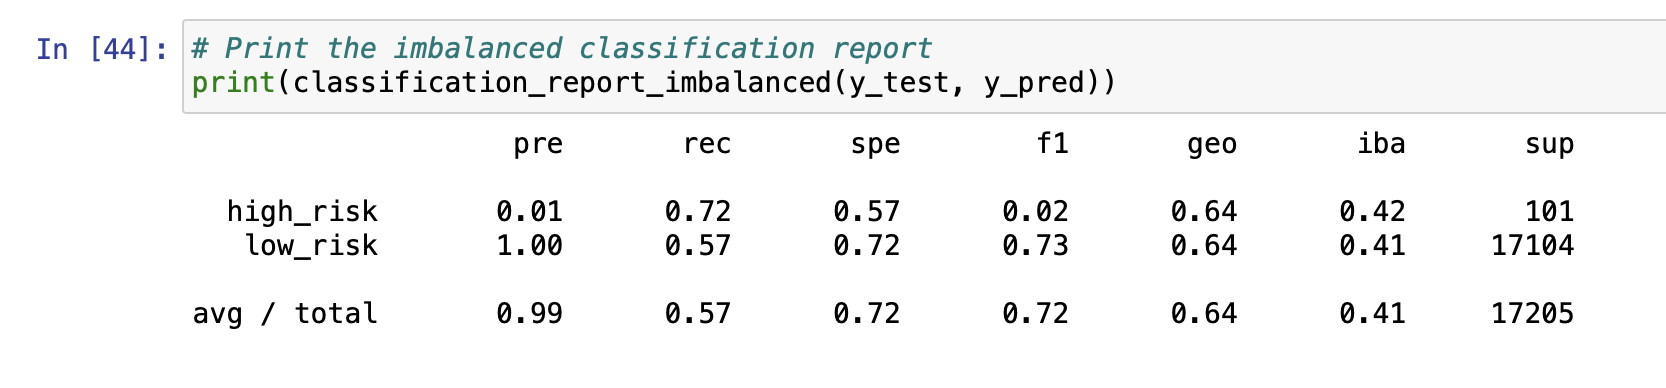 In [44]: # Print the imbalanced classification report
print(classification_report_imbalanced(y_test, y_pred))
pre rec spe f1 geo iba sup
high_risk 0.01 0.72 0.57 0.02 0.64 0.42 101
low_risk 1.00 0.57 0.72 0.73 0.64 0.41 17104
avg / total 0.99 0.57 0.72 0.72 0.64 0.41 17205